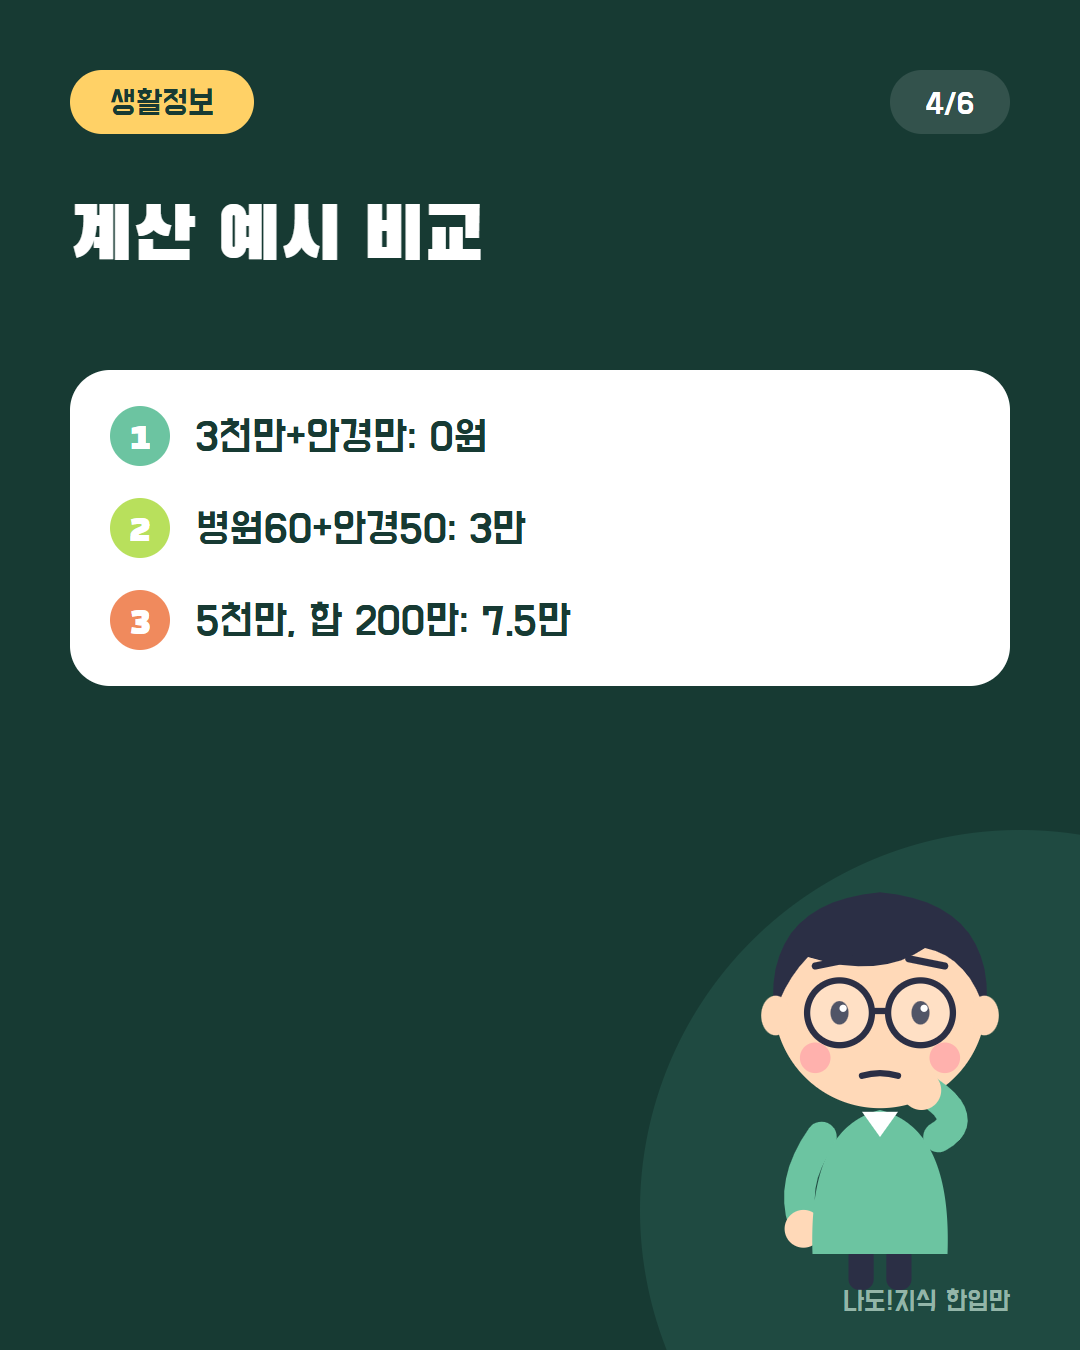 생활정보
4/6
계산 예시 비교
1 3천만+안경만: 0원
2 병원60+안경50: 3만
3 5천만, 합 200만: 7.5만
나도!지식 한입만